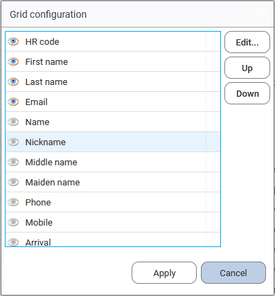 Grid configuration
HR code
First name
Last name
Email
Name
Nickname
Middle name
Maiden name
Phone
Mobile
Arrival
Edit...
Up
Down
Apply
Cancel